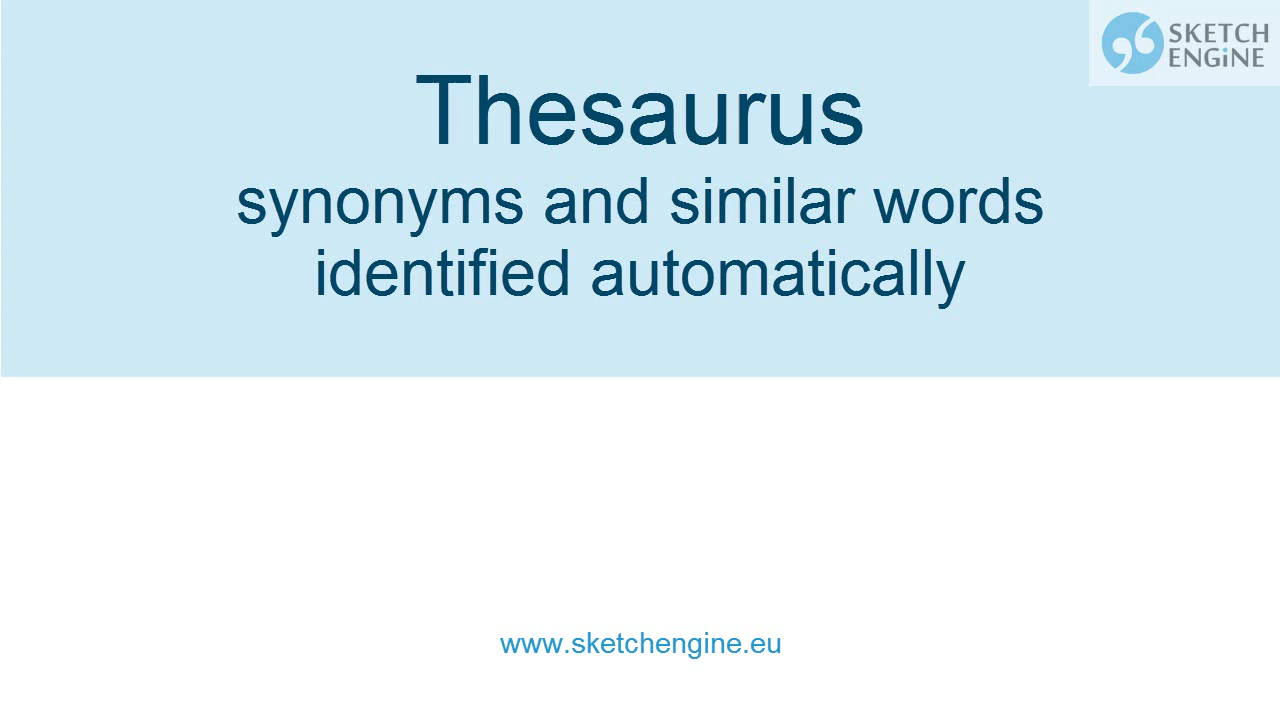 SKETCH
ENGiNE
Thesaurus
synonyms and similar words
identified automatically
www.sketchengine.eu